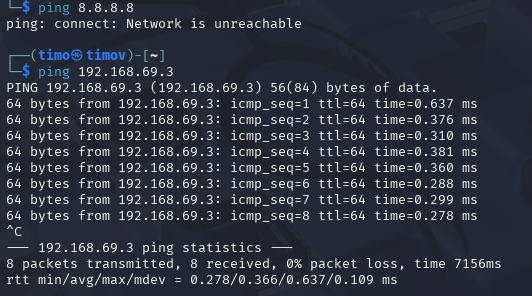 └─$ ping 8.8.8.8
ping: connect: Network is unreachable
┌──(timo㉿timov)-[~]
└─$ ping 192.168.69.3
PING 192.168.69.3 (192.168.69.3) 56(84) bytes of data.
64 bytes from 192.168.69.3: icmp_seq=1 ttl=64 time=0.637 ms
64 bytes from 192.168.69.3: icmp_seq=2 ttl=64 time=0.376 ms
64 bytes from 192.168.69.3: icmp_seq=3 ttl=64 time=0.310 ms
64 bytes from 192.168.69.3: icmp_seq=4 ttl=64 time=0.381 ms
64 bytes from 192.168.69.3: icmp_seq=5 ttl=64 time=0.360 ms
64 bytes from 192.168.69.3: icmp_seq=6 ttl=64 time=0.288 ms
64 bytes from 192.168.69.3: icmp_seq=7 ttl=64 time=0.299 ms
64 bytes from 192.168.69.3: icmp_seq=8 ttl=64 time=0.278 ms
^C
--- 192.168.69.3 ping statistics ---
8 packets transmitted, 8 received, 0% packet loss, time 7156ms
rtt min/avg/max/mdev = 0.278/0.366/0.637/0.109 ms